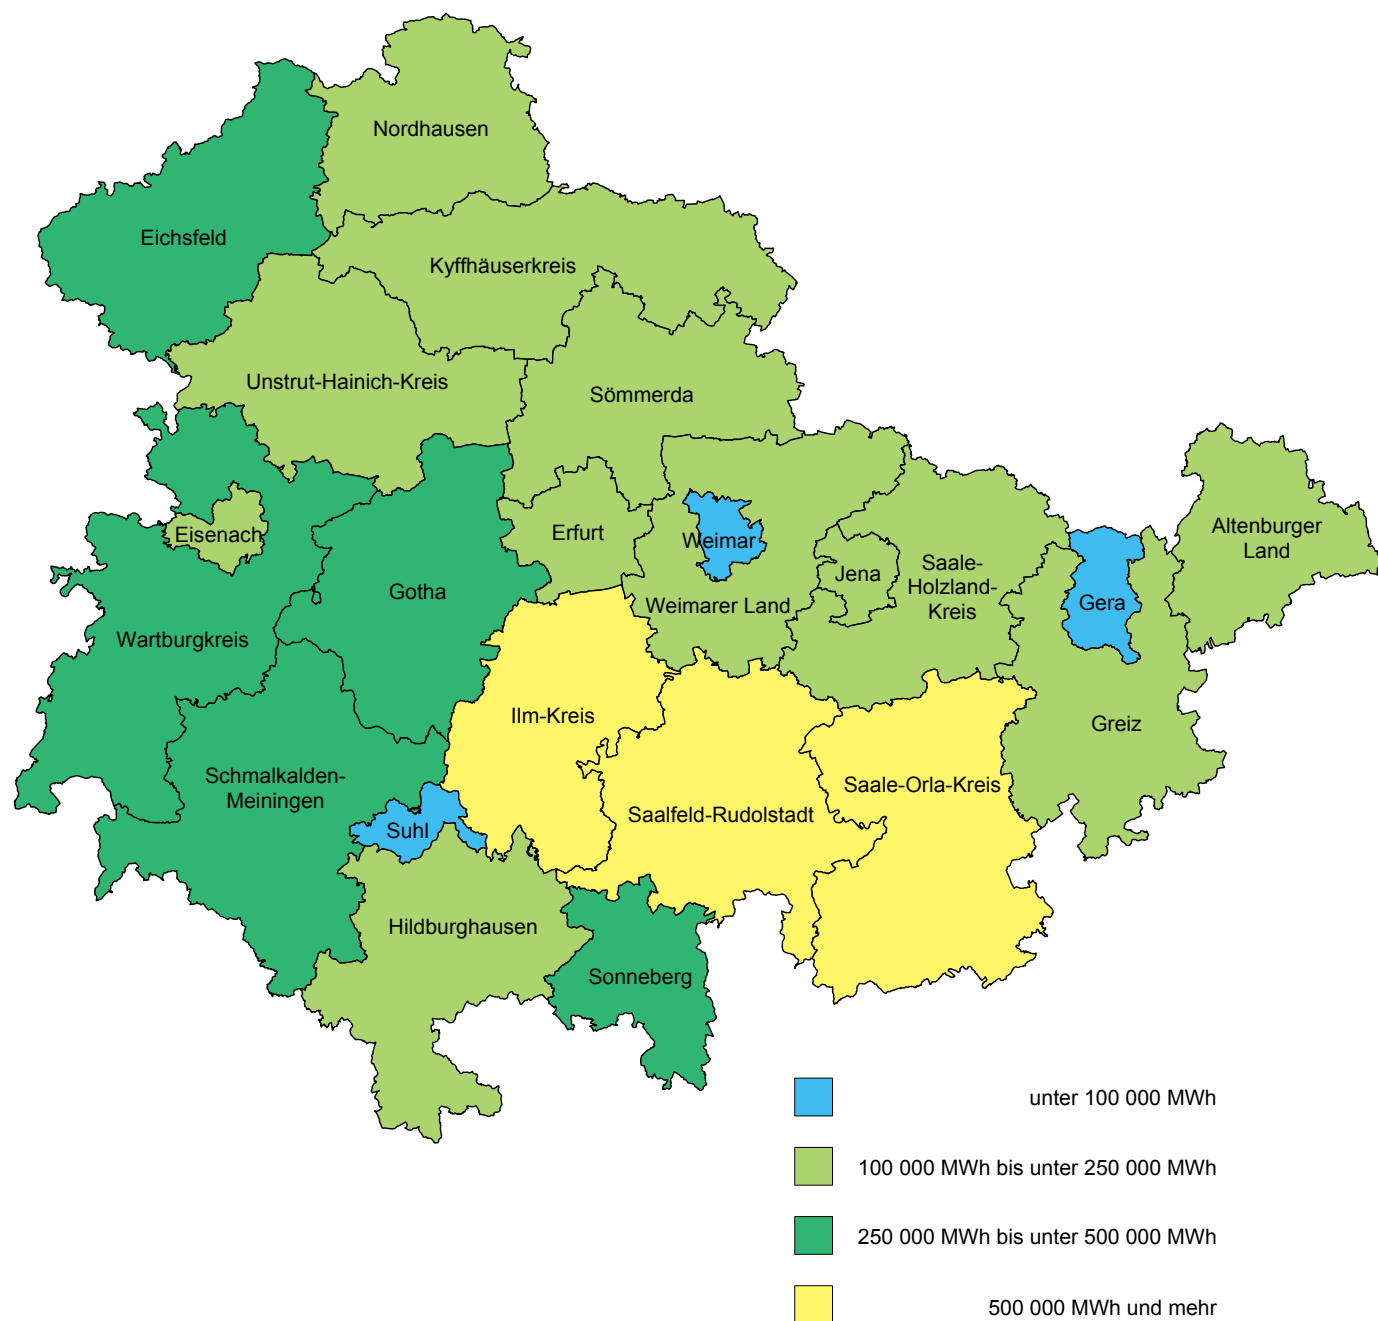 Nordhausen
Eichsfeld
Kyffhäuserkreis
Unstrut-Hainich-Kreis
Sömmerda
Altenburger
Land
Eisenach
Erfurt
Weimar
Saale-
Holzland-
Kreis
Jena
Gotha
Weimarer Land
Gera
Wartburgkreis
Ilm-Kreis
Greiz
Schmalkalden-
Meiningen
Saale-Orla-Kreis
Saalfeld-Rudolstadt
Suhl
Hildburghausen
Sonneberg
unter 100 000 MWh
100 000 MWh bis unter 250 000 MWh
250 000 MWh bis unter 500 000 MWh
500 000 MWh und mehr